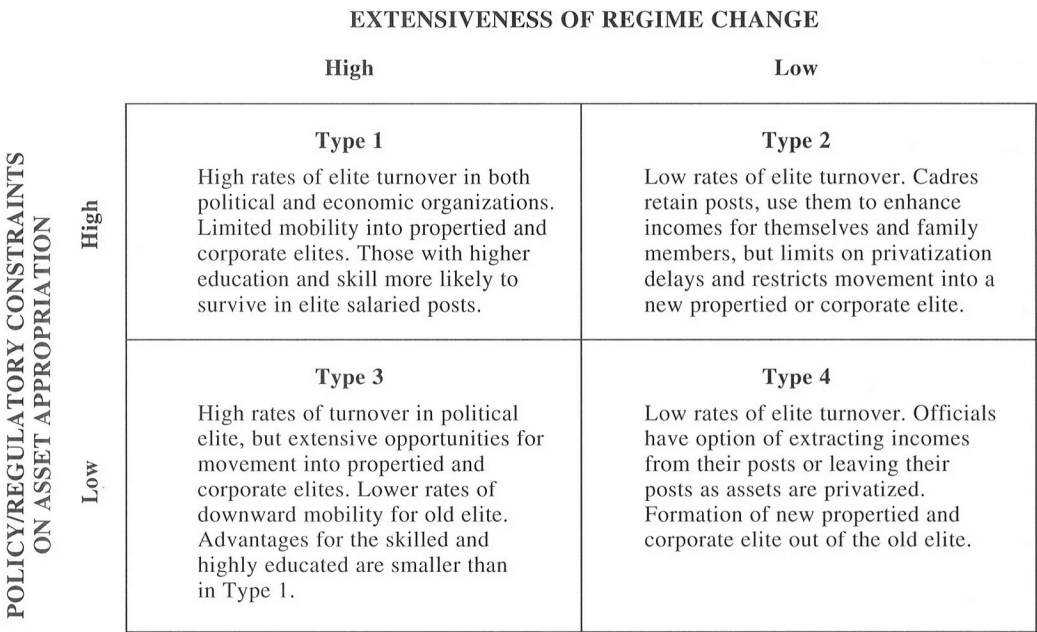 EXTENSIVENESS OF REGIME CHANGE
High
Low
POLICY/REGULATORY CONSTRAINTS
ON ASSET APPROPRIATION
High
Type 1
High rates of elite turnover in both
political and economic organizations.
Limited mobility into propertied and
corporate elites. Those with higher
education and skill more likely to
survive in elite salaried posts.
Type 2
Low rates of elite turnover. Cadres
retain posts, use them to enhance
incomes for themselves and family
members, but limits on privatization
delays and restricts movement into a
new propertied or corporate elite.
Low
Type 3
High rates of turnover in political
elite, but extensive opportunities for
movement into propertied and
corporate elites. Lower rates of
downward mobility for old elite.
Advantages for the skilled and
highly educated are smaller than
in Type 1.
Type 4
Low rates of elite turnover. Officials
have option of extracting incomes
from their posts or leaving their
posts as assets are privatized.
Formation of new propertied and
corporate elite out of the old elite.